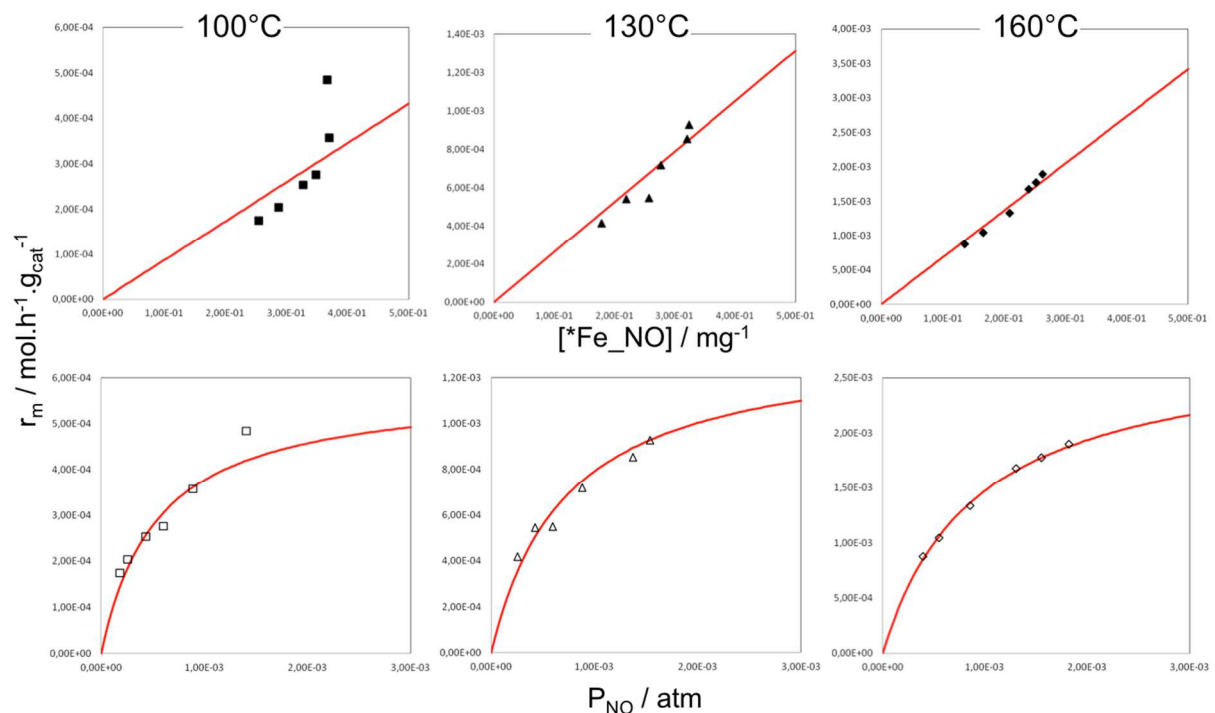 100°C 130°C 160°C
6,00E-04 1,40E-03 4,00E-03
5,00E-04 1,20E-03 3,50E-03
4,00E-04 1,00E-03 3,00E-03
3,00E-04 8,00E-04 2,50E-03
2,00E-04 6,00E-04 2,00E-03
1,00E-04 4,00E-04 1,50E-03
0,00E+00 2,00E-04 1,00E-03
0,00E+00 5,00E-04
0,00E+00
0,00E+00 1,00E-01 2,00E-01 3,00E-01 4,00E-01 5,00E-01
0,00E+00 1,00E-01 2,00E-01 3,00E-01 4,00E-01 5,00E-01
0,00E+00 1,00E-01 2,00E-01 3,00E-01 4,00E-01 5,00E-01
[*Fe_NO] / mg⁻¹
r_m / mol.h⁻¹.g_cat⁻¹
6,00E-04 1,20E-03 2,50E-03
5,00E-04 1,00E-03 2,00E-03
4,00E-04 8,00E-04 1,50E-03
3,00E-04 6,00E-04 1,00E-03
2,00E-04 4,00E-04 5,00E-04
1,00E-04 2,00E-04 0,00E+00
0,00E+00 0,00E+00
0,00E+00 1,00E-03 2,00E-03 3,00E-03
0,00E+00 1,00E-03 2,00E-03 3,00E-03
0,00E+00 1,00E-03 2,00E-03 3,00E-03
P_NO / atm